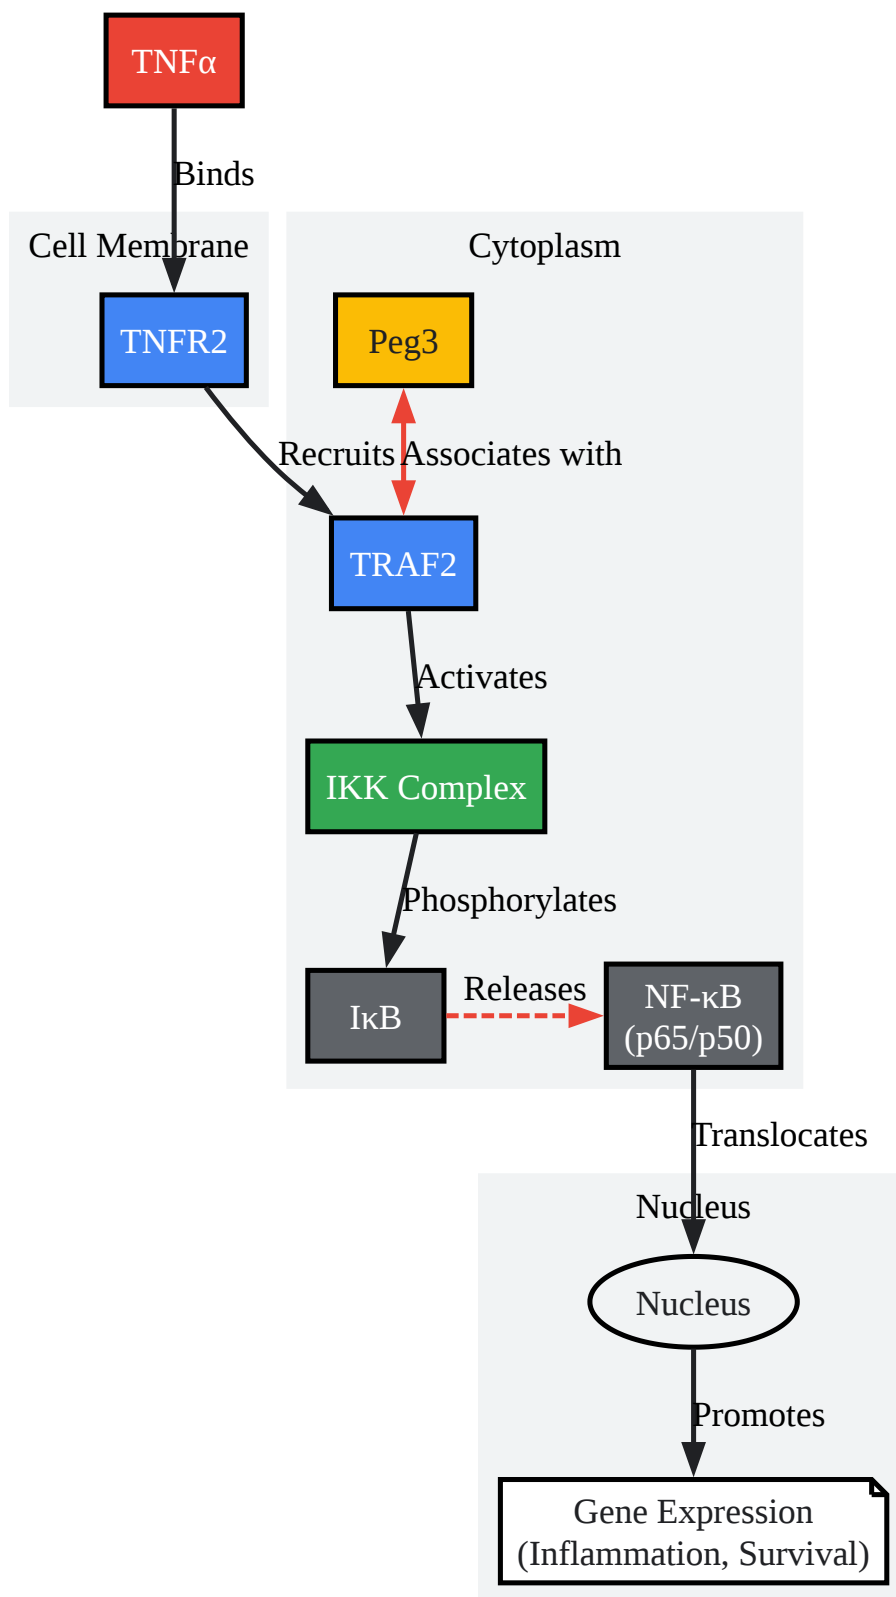 TNFα
Binds
Cell Membrane
Cytoplasm
TNFR2
Peg3
Recruits
Associates with
TRAF2
Activates
IKK Complex
Phosphorylates
IκB
Releases
NF-κB
(p65/p50)
Translocates
Nucleus
Nucleus
Promotes
Gene Expression
(Inflammation, Survival)